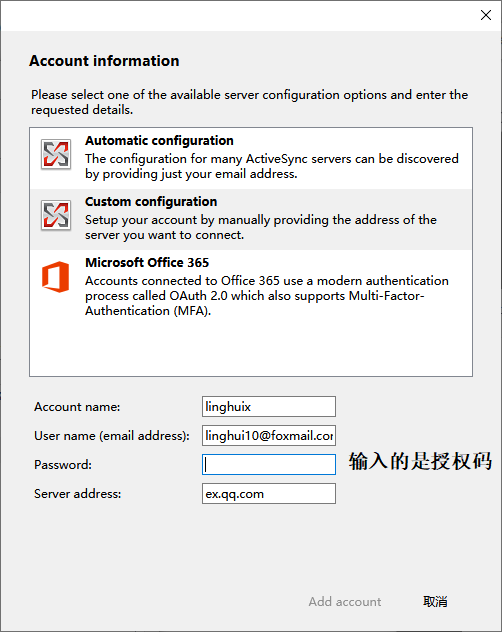 Account information
Please select one of the available server configuration options and enter the
requested details.
Automatic configuration
The configuration for many ActiveSync servers can be discovered
by providing just your email address.
Custom configuration
Setup your account by manually providing the address of the
server you want to connect.
Microsoft Office 365
Accounts connected to Office 365 use a modern authentication
process called OAuth 2.0 which also supports Multi-Factor-
Authentication (MFA).
Account name: linghuix
User name (email address): linghui10@foxmail.com
Password: 输入的是授权码
Server address: ex.qq.com
Add account 取消